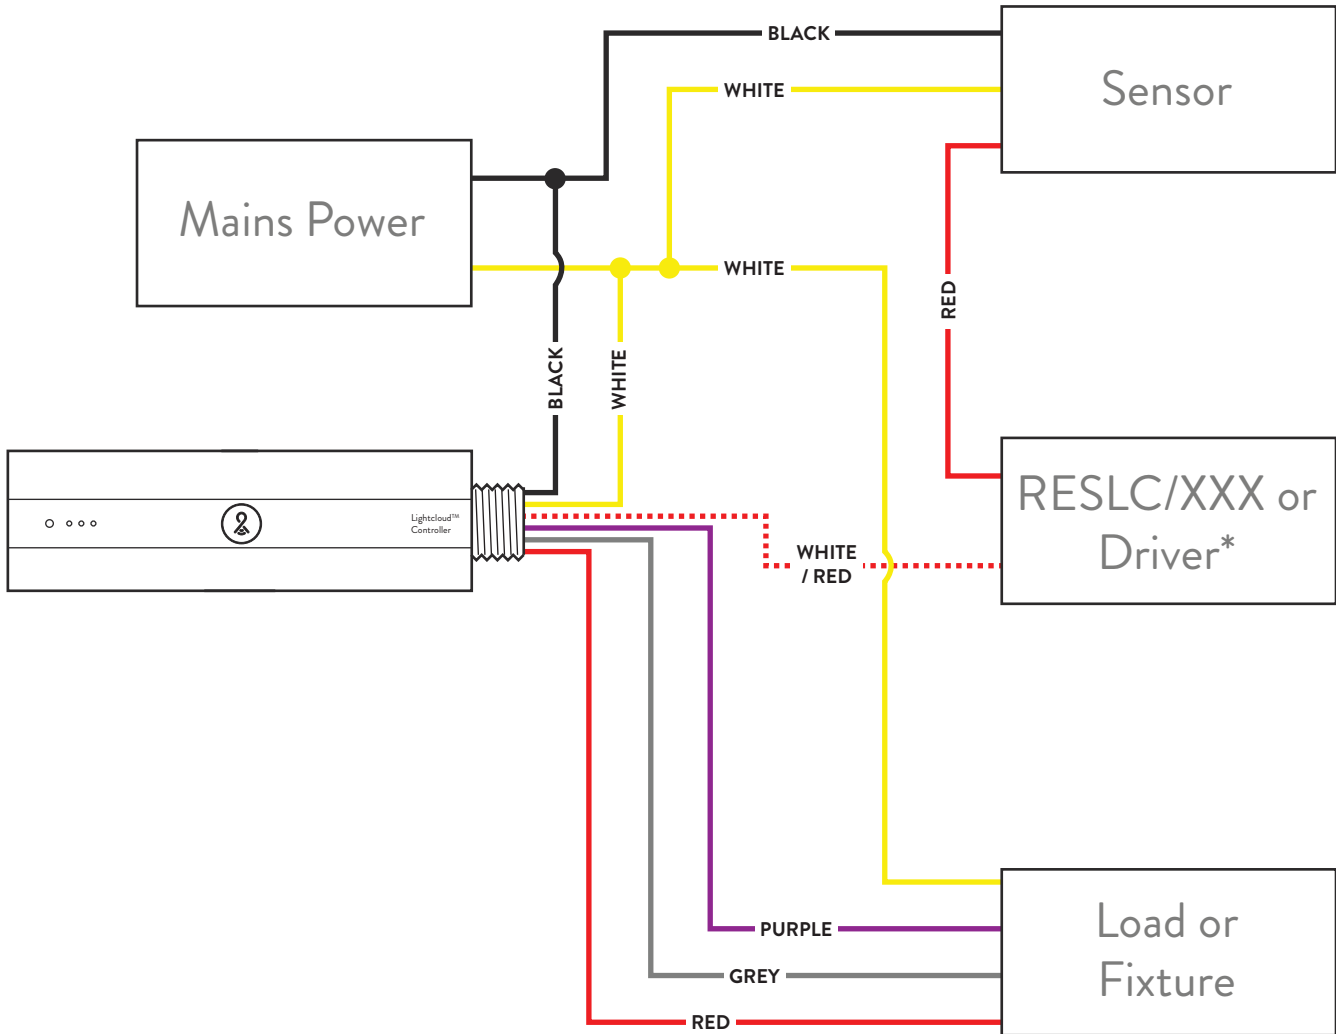 BLACK
Sensor
WHITE
Mains Power
WHITE
RED
BLACK
WHITE
RESLC/XXX or
Driver*
Lightcloud™
Controller
WHITE
/ RED
Load or
Fixture
PURPLE
GREY
RED